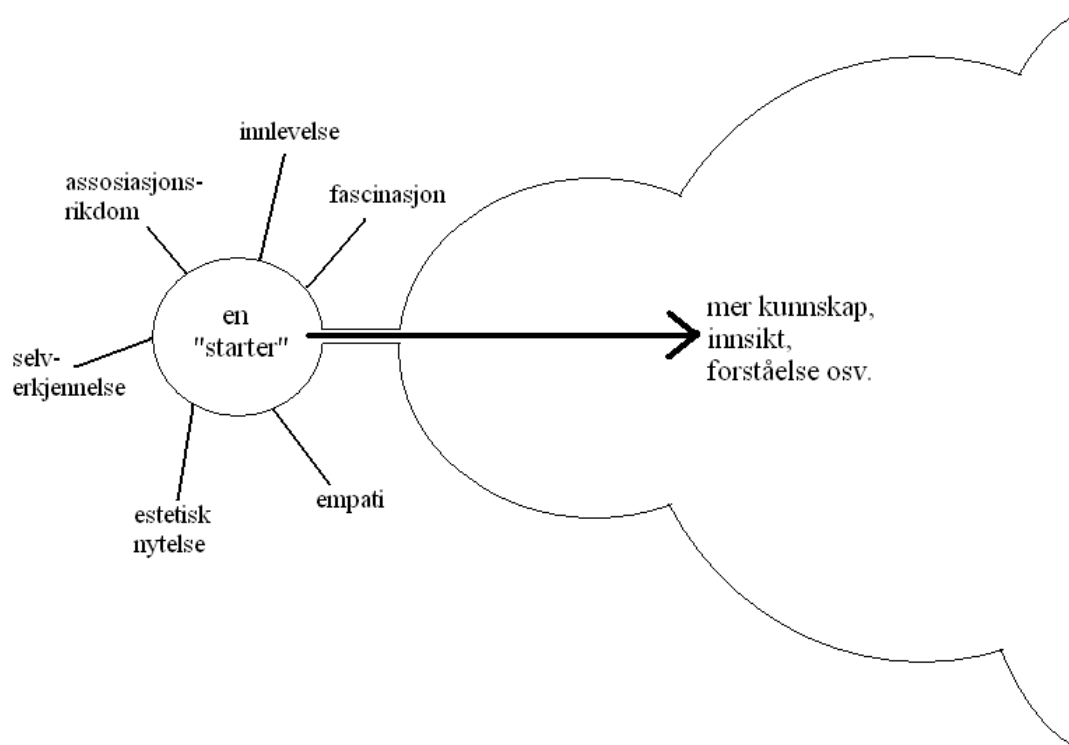 innlevelse
assosiasjons-
rikdom
fascinasjon
en
"starter"
mer kunnskap,
innsikt,
forståelse osv.
selv-
erkjennelse
empati
estetisk
nytelse